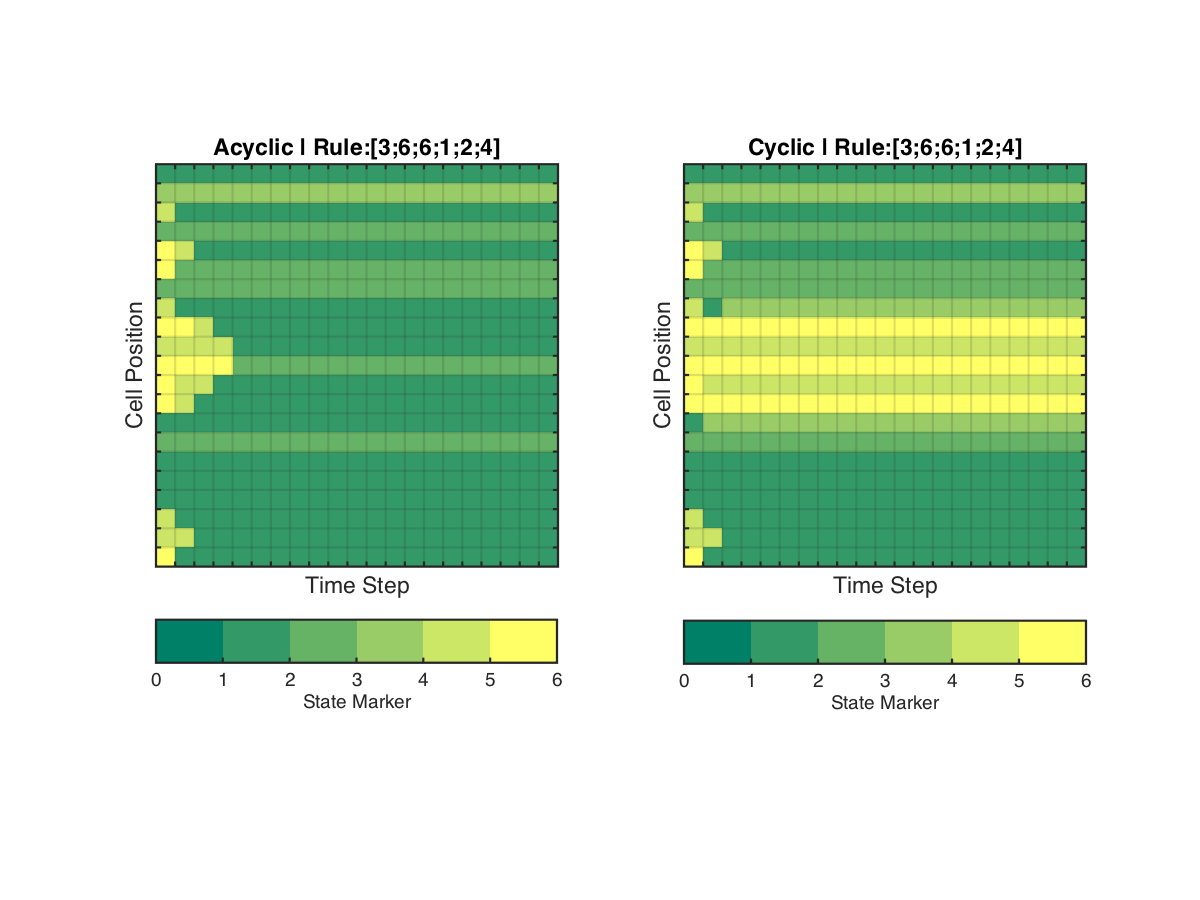 Acyclic | Rule:[3;6;6;1;2;4]
Cell Position
Time Step
0 1 2 3 4 5 6
State Marker
Cyclic | Rule:[3;6;6;1;2;4]
Cell Position
Time Step
0 1 2 3 4 5 6
State Marker